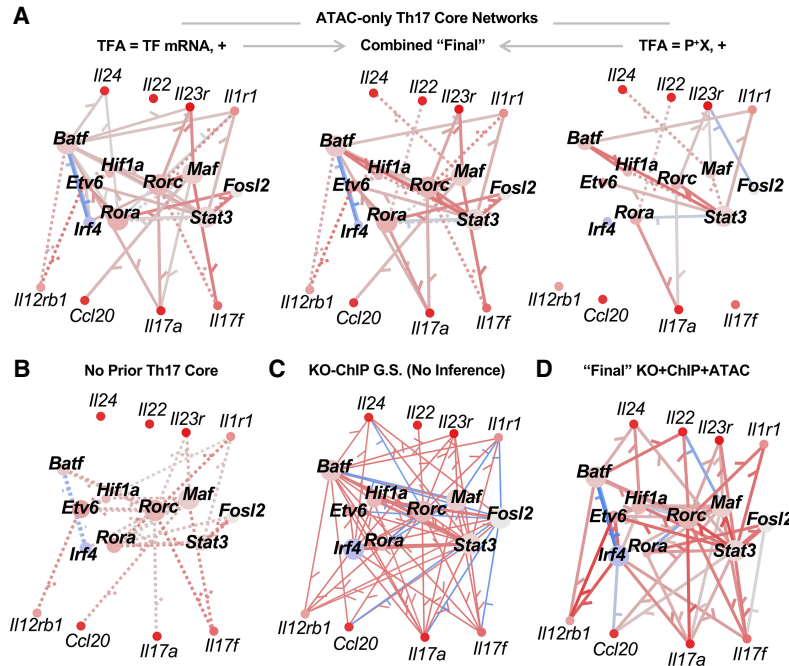 A
ATAC-only Th17 Core Networks
TFA = TF mRNA, +
Combined “Final”
TFA = P⁺X, +
Il24
Il22
Il23r
Il1r1
Batf
Hif1a
Maf
Etv6
Rorc
Fosl2
Rora
Stat3
Irf4
Il12rb1
Ccl20
Il17a
Il17f
Il24
Il22
Il23r
Il1r1
Batf
Hif1a
Maf
Etv6
Rorc
Fosl2
Rora
Stat3
Irf4
Il12rb1
Ccl20
Il17a
Il17f
Il24
Il22
Il23r
Il1r1
Batf
Hif1a
Maf
Etv6
Rorc
Fosl2
Rora
Stat3
Irf4
Il12rb1
Ccl20
Il17a
Il17f
B
No Prior Th17 Core
Il24
Il22
Il23r
Il1r1
Batf
Hif1a
Maf
Etv6
Rorc
Fosl2
Rora
Stat3
Irf4
Il12rb1
Ccl20
Il17a
Il17f
C
KO-ChIP G.S. (No Inference)
Il24
Il22
Il23r
Il1r1
Batf
Hif1a
Maf
Etv6
Rorc
Fosl2
Rora
Stat3
Irf4
Il12rb1
Ccl20
Il17a
Il17f
D
“Final” KO+ChIP+ATAC
Il24
Il22
Il23r
Il1r1
Batf
Hif1a
Maf
Etv6
Rorc
Fosl2
Rora
Stat3
Irf4
Il12rb1
Ccl20
Il17a
Il17f